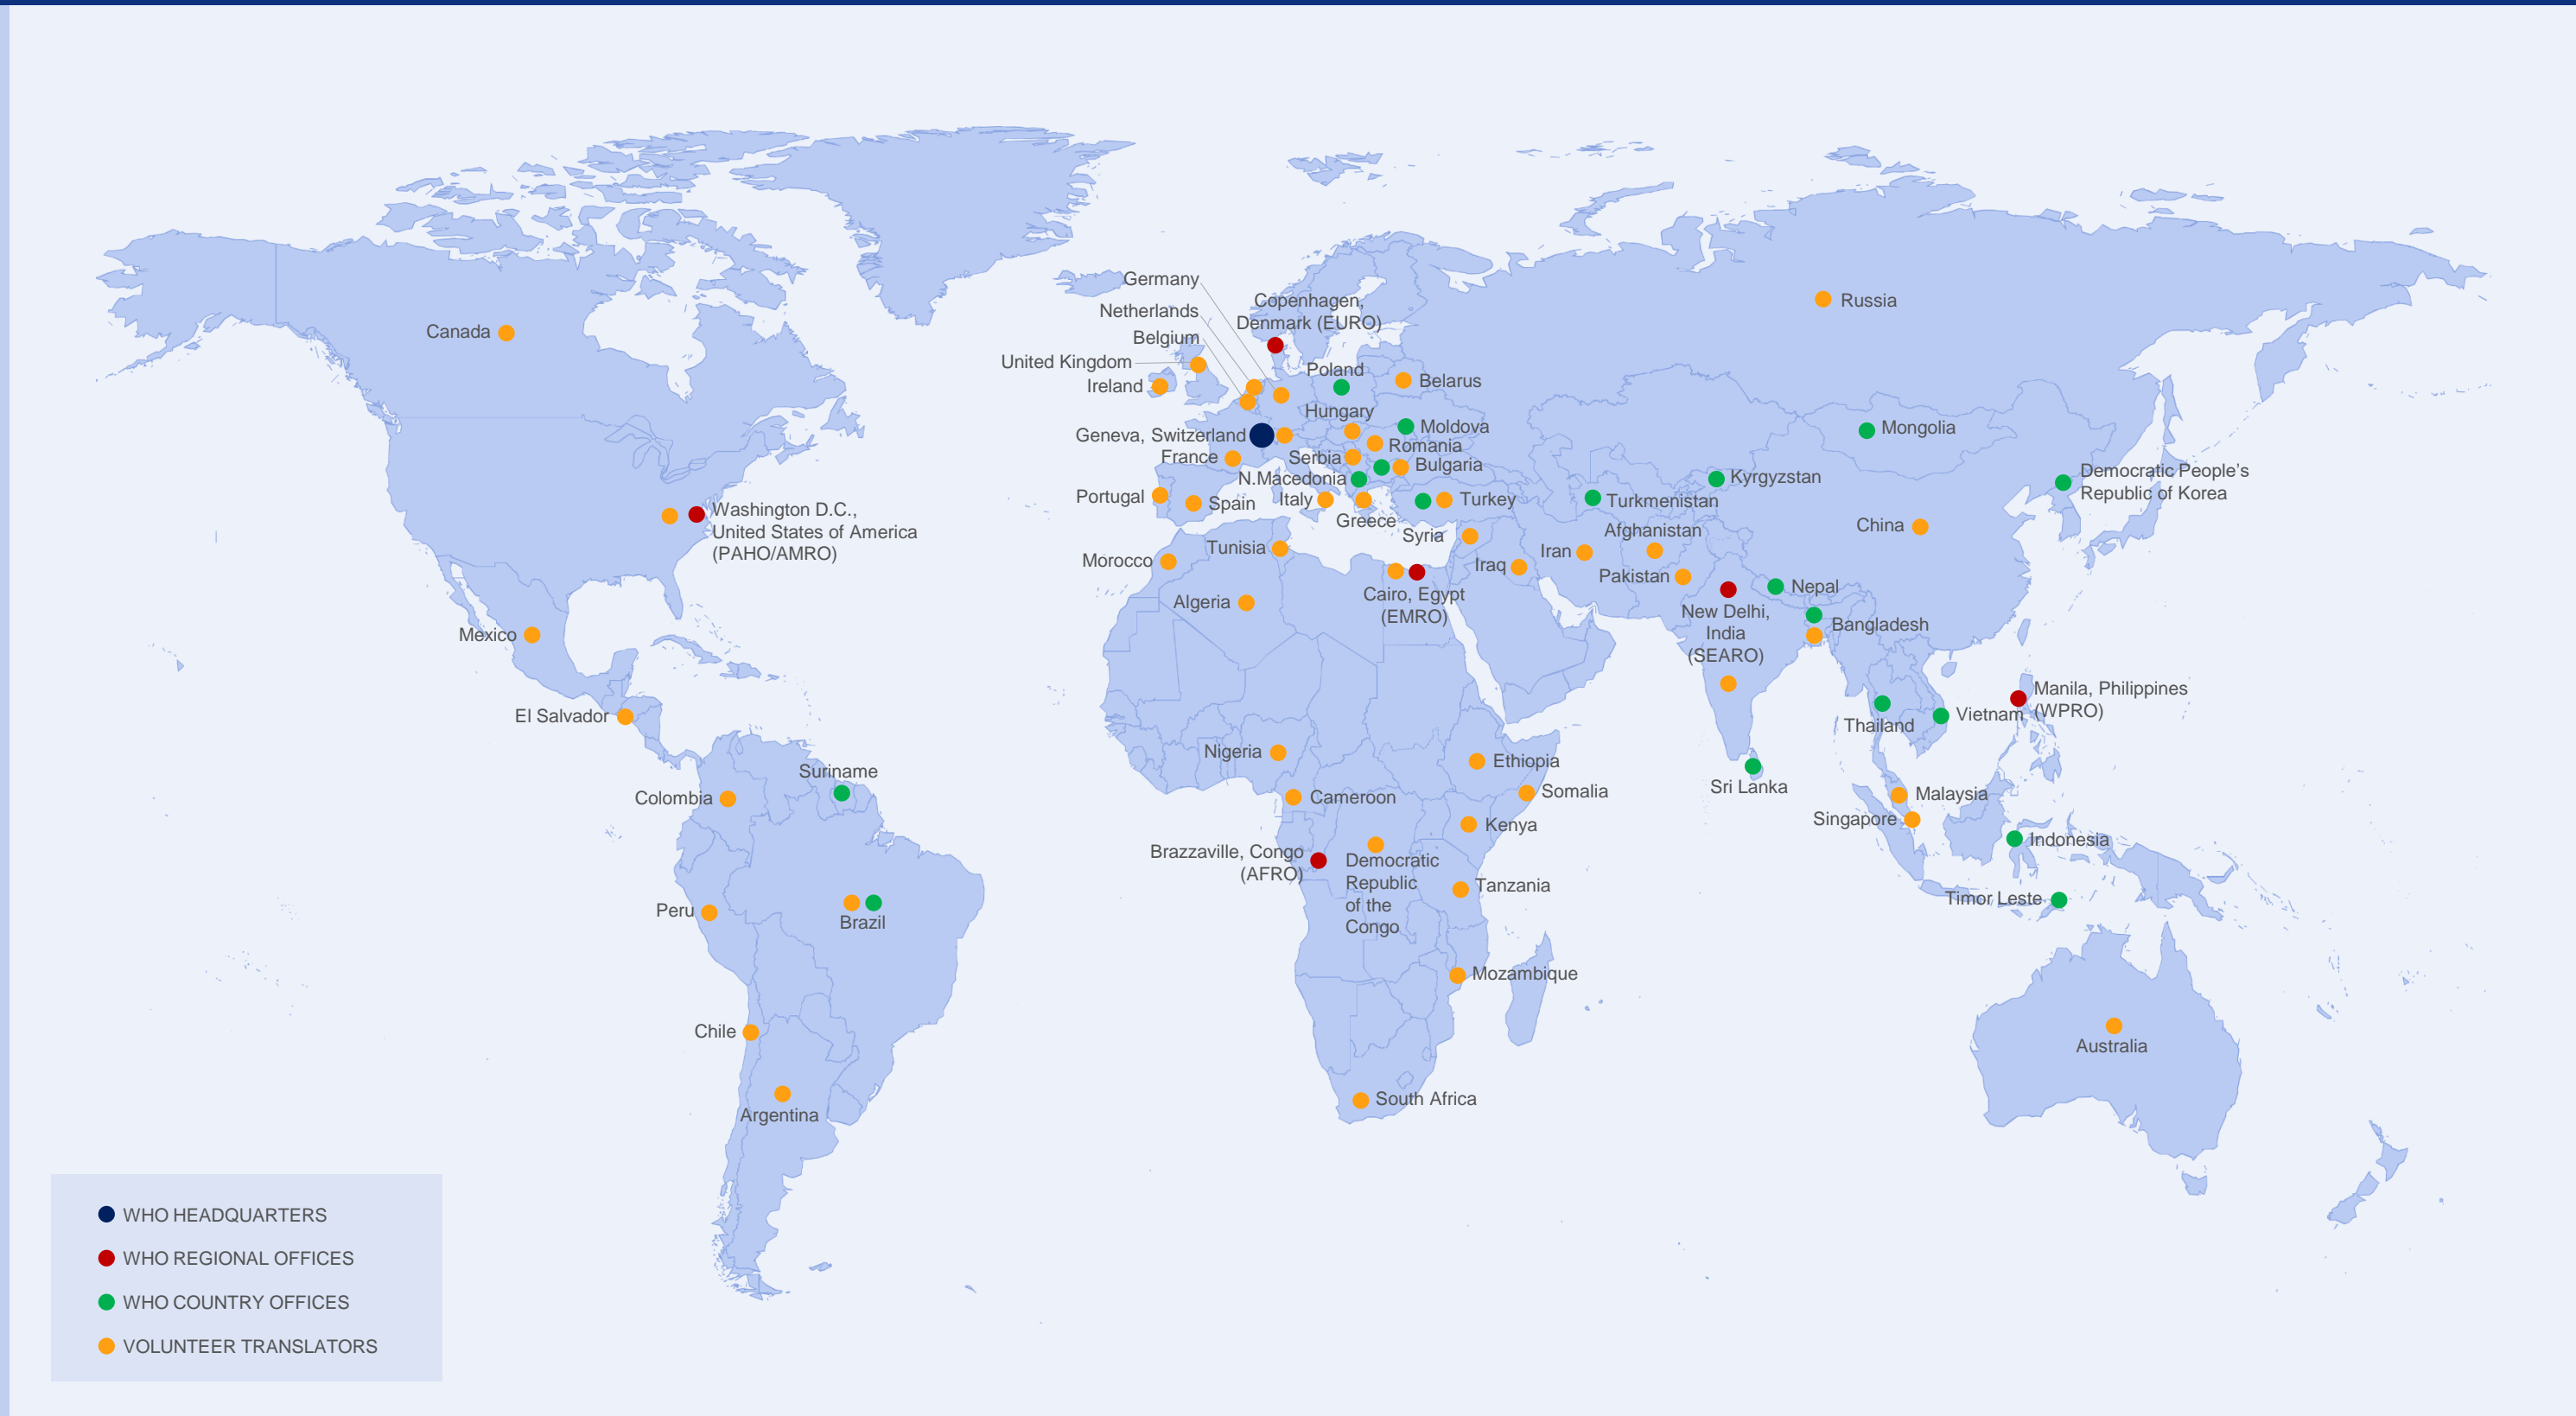 Germany
Netherlands
Belgium
United Kingdom
Ireland
Copenhagen,
Denmark (EURO)
Russia
Canada
Poland
Belarus
Hungary
Moldova
Geneva, Switzerland
Romania
France
Serbia
Bulgaria
N.Macedonia
Portugal
Spain
Italy
Greece
Turkey
Mongolia
Kyrgyzstan
Turkmenistan
Democratic People’s
Republic of Korea
Washington D.C.,
United States of America
(PAHO/AMRO)
China
Afghanistan
Syria
Morocco
Tunisia
Iraq
Iran
Pakistan
Nepal
Algeria
Cairo, Egypt
(EMRO)
New Delhi,
India
(SEARO)
Bangladesh
Mexico
El Salvador
Manila, Philippines
(WPRO)
Thailand
Vietnam
Nigeria
Ethiopia
Suriname
Colombia
Cameroon
Somalia
Sri Lanka
Malaysia
Singapore
Kenya
Indonesia
Brazzaville, Congo
(AFRO)
Democratic
Republic
of the
Congo
Tanzania
Timor Leste
Peru
Brazil
Mozambique
Chile
Australia
Argentina
South Africa
WHO HEADQUARTERS
WHO REGIONAL OFFICES
WHO COUNTRY OFFICES
VOLUNTEER TRANSLATORS